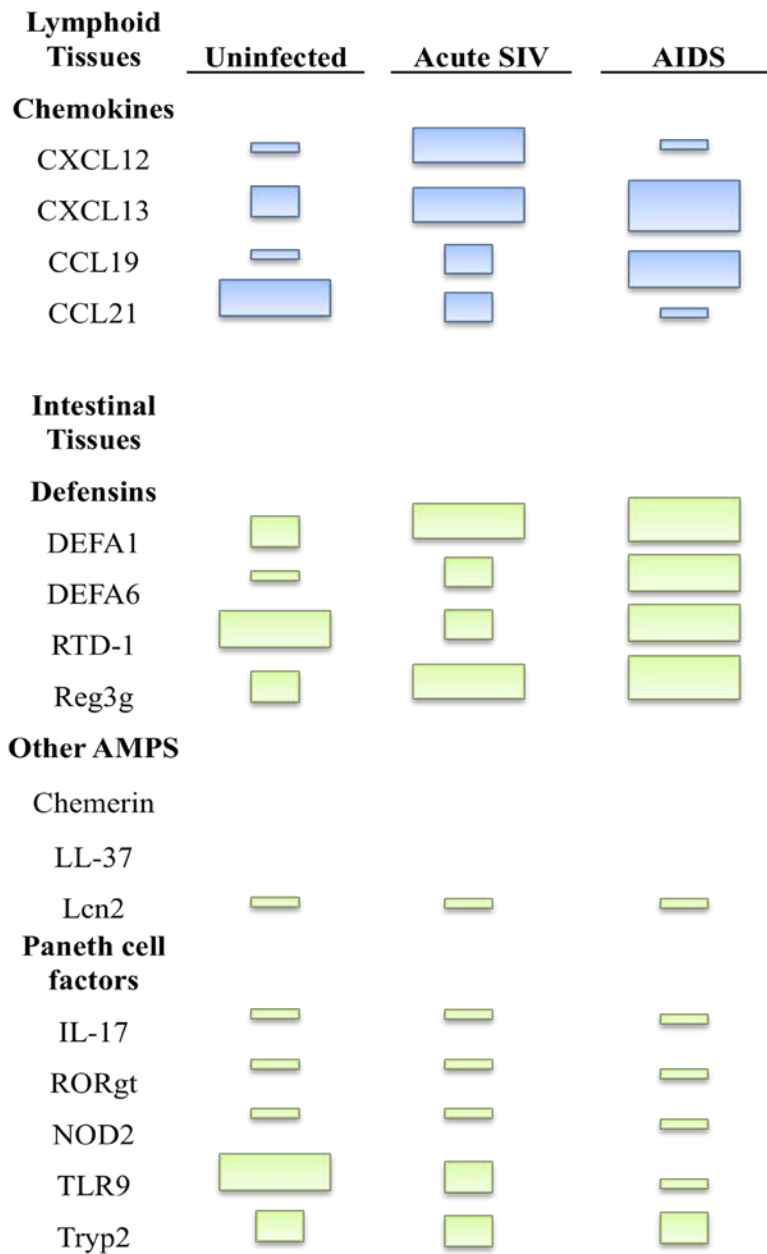 Lymphoid
Tissues
Uninfected
Acute SIV
AIDS
Chemokines
CXCL12
CXCL13
CCL19
CCL21
Intestinal
Tissues
Defensins
DEFA1
DEFA6
RTD-1
Reg3g
Other AMPS
Chemerin
LL-37
Lcn2
Paneth cell
factors
IL-17
RORgt
NOD2
TLR9
Tryp2